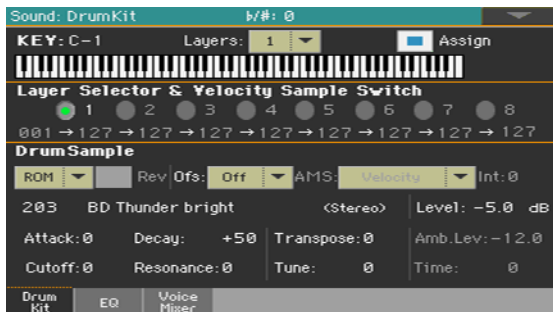 Sound: DrumKit b/#: 0
KEY: C-1 Layers: 1 Assign
Layer Selector & Velocity Sample Switch
1 2 3 4 5 6 7 8
001 → 127 → 127 → 127 → 127 → 127 → 127 → 127 → 127
DrumSample
ROM Rev Ofs: Off AMS: Velocity Int: 0
203 BD Thunder bright (Stereo) Level: -5.0 dB
Attack: 0 Decay: +50 Transpose: 0 Amb.Lev: -12.0
Cutoff: 0 Resonance: 0 Tune: 0 Time: 0
Drum Kit EQ Voice Mixer